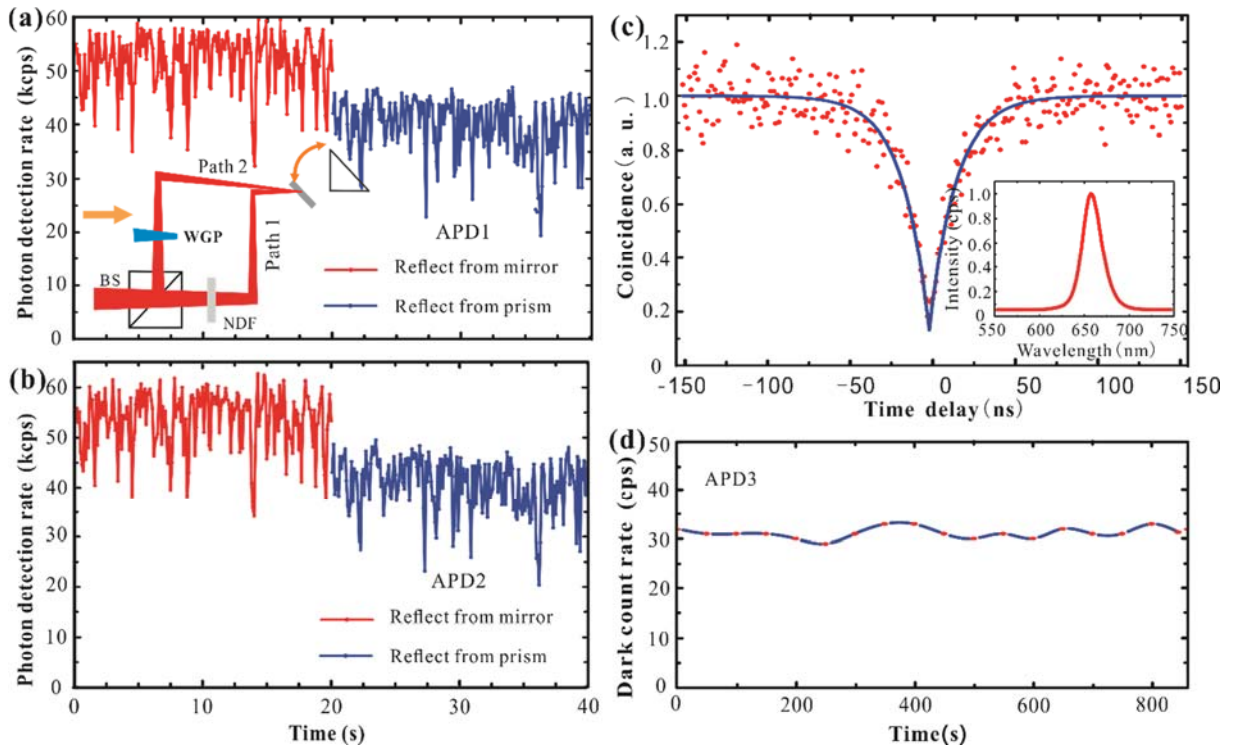 (a)
Photon detection rate (kcps)
60
50
40
30
20
10
0
Path 2
WGP
Path 1
BS
NDF
APD1
Reflect from mirror
Reflect from prism
0
10
20
30
40
(b)
Photon detection rate (kcps)
60
50
40
30
20
10
0
APD2
Reflect from mirror
Reflect from prism
0
10
20
30
40
Time (s)
(c)
Coincidence (a. u.)
1.2
1.0
0.8
0.6
0.4
0.2
0
-150
-100
-50
0
50
100
150
Time delay (ns)
Intensity (cps)
1.0
0.8
0.6
0.4
0.2
0
550
600
650
700
750
Wavelength (nm)
(d)
Dark count rate (cps)
50
40
30
20
10
0
APD3
0
200
400
600
800
Time(s)